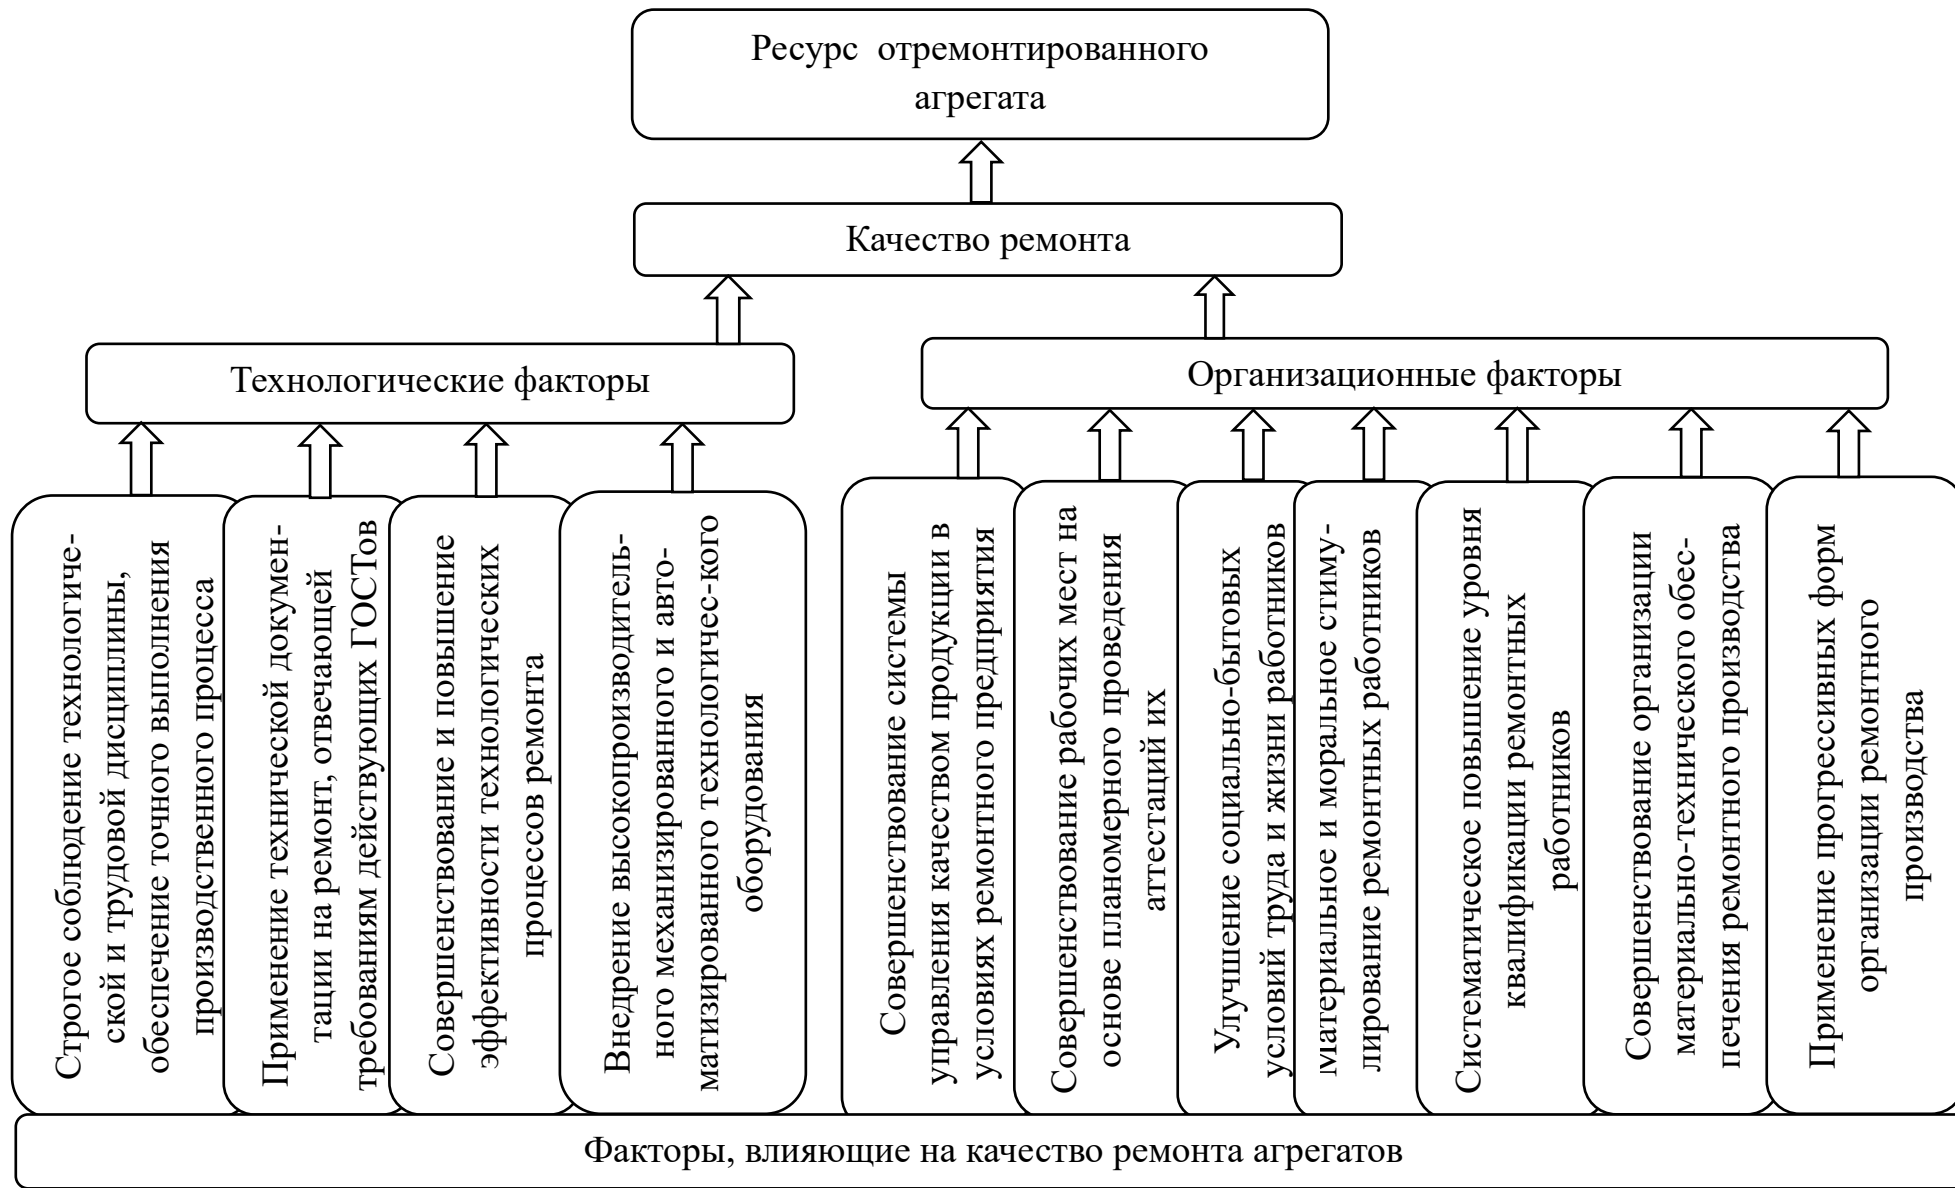 Ресурс отремонтированного
агрегата
Качество ремонта
Технологические факторы
Организационные факторы
Строгое соблюдение технологиче-
ской и трудовой дисциплины,
обеспечение точного выполнения
производственного процесса
Применение технической докумен-
тации на ремонт, отвечающей
требованиям действующих ГОСТов
Совершенствование и повышение
эффективности технологических
процессов ремонта
Внедрение высокопроизводитель-
ного механизированного и авто-
матизированного технологичес-кого
оборудования
Совершенствование системы
управления качеством продукции в
условиях ремонтного предприятия
Совершенствование рабочих мест на
основе планомерного проведения
аттестаций их
Улучшение социально-бытовых
условий труда и жизни работников
материальное и моральное стиму-
лирование ремонтных работников
Систематическое повышение уровня
квалификации ремонтных
работников
Совершенствование организации
материально-технического обес-
печения ремонтного производства
Применение прогрессивных форм
организации ремонтного
производства
Факторы, влияющие на качество ремонта агрегатов